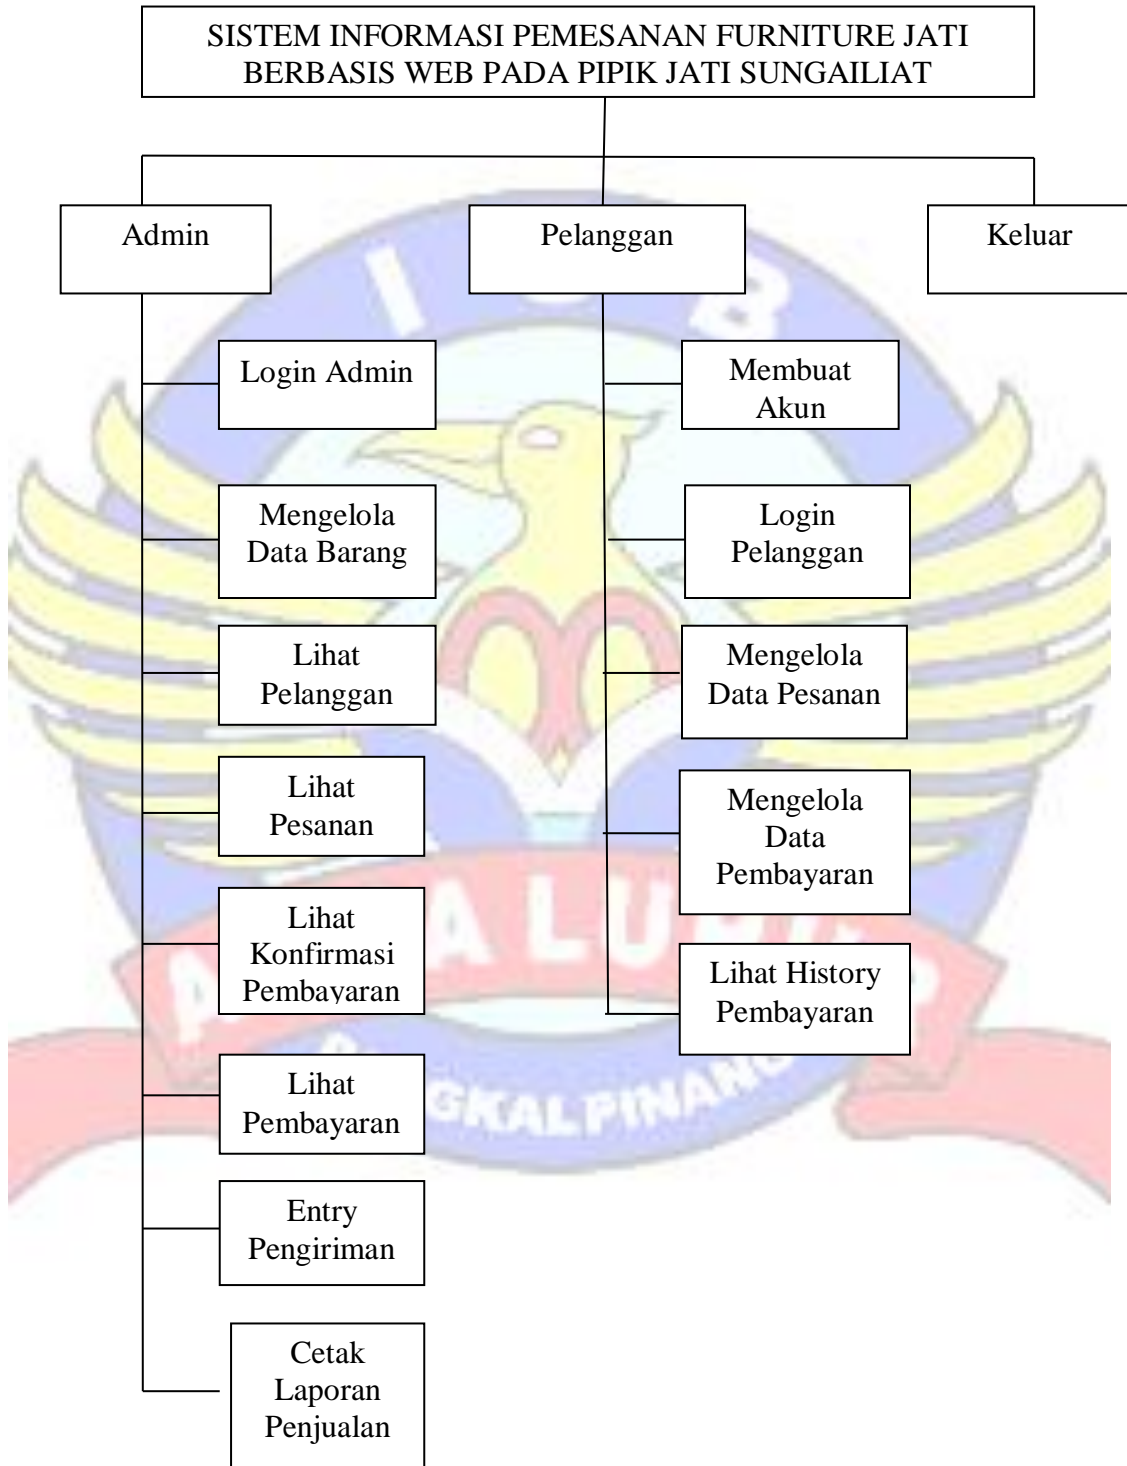 SISTEM INFORMASI PEMESANAN FURNITURE JATI
BERBASIS WEB PADA PIPIK JATI SUNGAILIAT
Admin
Pelanggan
Keluar
I B
Login Admin
Membuat
Akun
Mengelola
Data Barang
Login
Pelanggan
Lihat
Pelanggan
Mengelola
Data Pesanan
Lihat
Pesanan
Mengelola
Data
Pembayaran
Lihat
Konfirmasi
Pembayaran
Lihat History
Pembayaran
Lihat
Pembayaran
GKALPINANG
Entry
Pengiriman
Cetak
Laporan
Penjualan